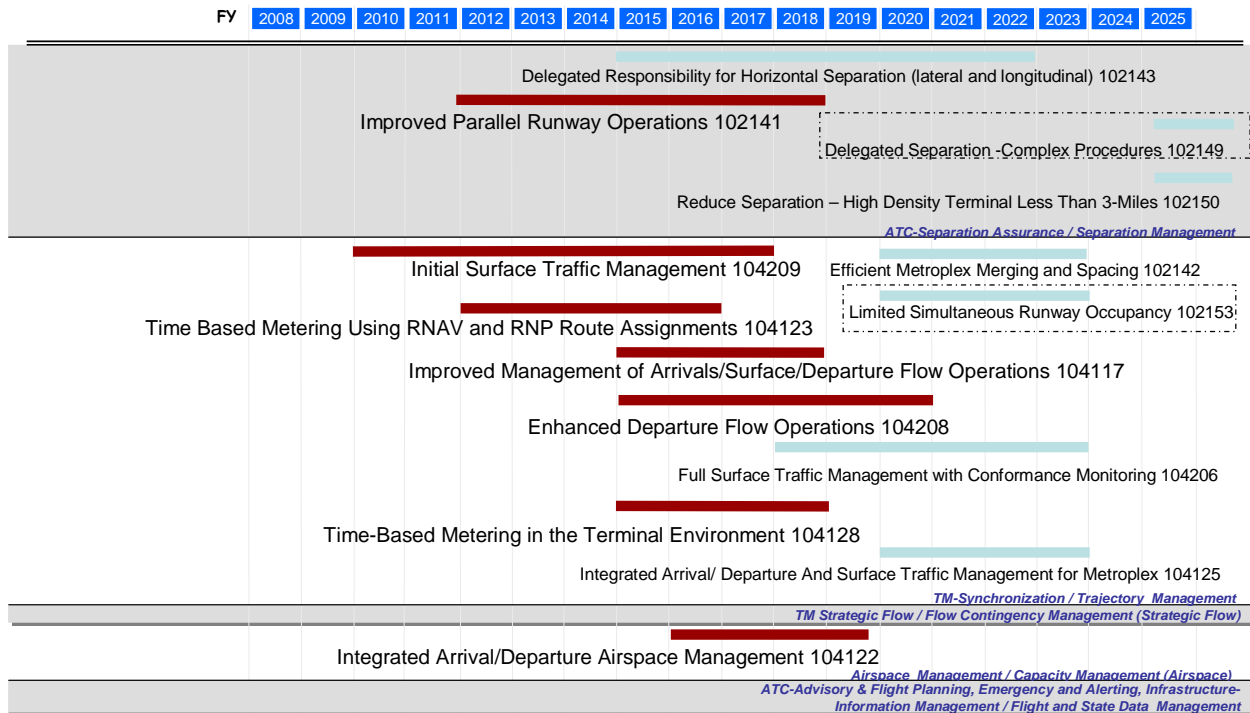 FY 2008 2009 2010 2011 2012 2013 2014 2015 2016 2017 2018 2019 2020 2021 2022 2023 2024 2025
Delegated Responsibility for Horizontal Separation (lateral and longitudinal) 102143
Improved Parallel Runway Operations 102141
Delegated Separation -Complex Procedures 102149
Reduce Separation – High Density Terminal Less Than 3-Miles 102150
ATC-Separation Assurance / Separation Management
Initial Surface Traffic Management 104209
Efficient Metroplex Merging and Spacing 102142
Limited Simultaneous Runway Occupancy 102153
Time Based Metering Using RNAV and RNP Route Assignments 104123
Improved Management of Arrivals/Surface/Departure Flow Operations 104117
Enhanced Departure Flow Operations 104208
Full Surface Traffic Management with Conformance Monitoring 104206
Time-Based Metering in the Terminal Environment 104128
Integrated Arrival/ Departure And Surface Traffic Management for Metroplex 104125
TM-Synchronization / Trajectory Management
TM Strategic Flow / Flow Contingency Management (Strategic Flow)
Integrated Arrival/Departure Airspace Management 104122
Airspace Management / Capacity Management (Airspace)
ATC-Advisory & Flight Planning, Emergency and Alerting, Infrastructure-
Information Management / Flight and State Data Management